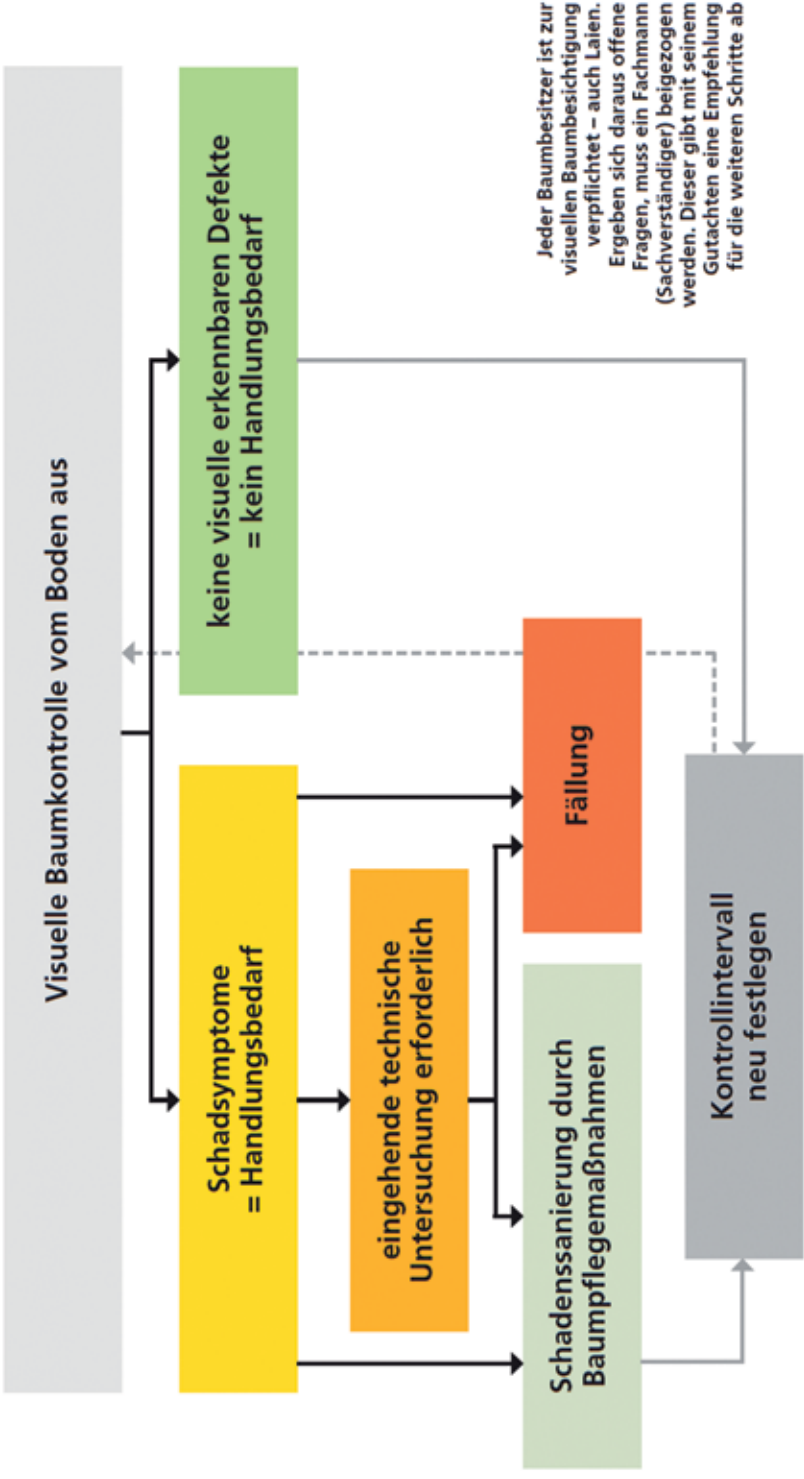 Visuelle Baumkontrolle vom Boden aus
Schadsymptome
= Handlungsbedarf
keine visuelle erkennbaren Defekte
= kein Handlungsbedarf
eingehende technische
Untersuchung erforderlich
Schadenssanierung durch
Baumpflegemaßnahmen
Fällung
Kontrollintervall
neu festlegen
Jeder Baumbesitzer ist zur
visuellen Baumbesichtigung
verpflichtet – auch Laien.
Ergeben sich daraus offene
Fragen, muss ein Fachmann
(Sachverständiger) beigezogen
werden. Dieser gibt mit seinem
Gutachten eine Empfehlung
für die weiteren Schritte ab